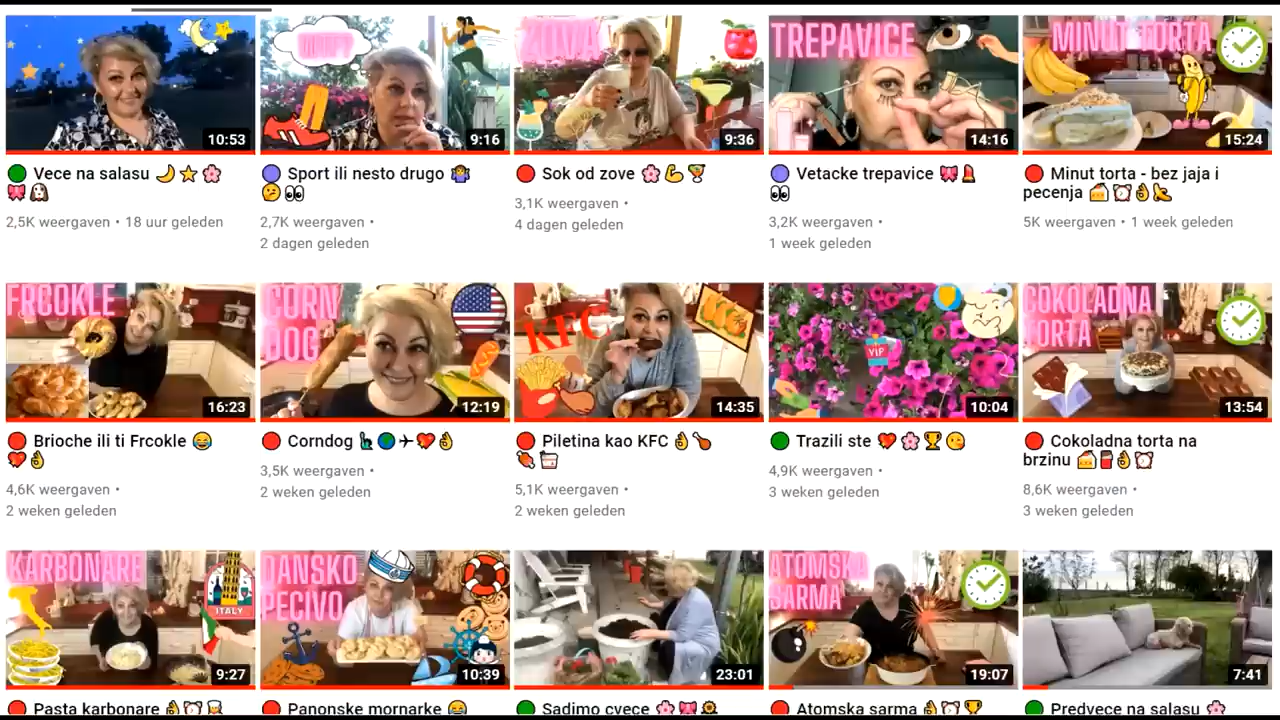 10:53
9:16
ZOVA
9:36
TREPAVICE
14:16
MINUT TORTA
15:24
Vece na salasu
2,5K weergaven • 18 uur geleden
Sport ili nesto drugo
2,7K weergaven •
2 dagen geleden
Sok od zove
3,1K weergaven •
4 dagen geleden
Vetacke trepavice
3,2K weergaven •
1 week geleden
Minut torta - bez jaja i
pecenja
5K weergaven • 1 week geleden
FRCOKLE
16:23
CORN
DOG
12:19
KFC
14:35
VIP
10:04
COKOLADNA
TORTA
13:54
Brioche ili ti Frcokle
4,6K weergaven •
2 weken geleden
Corndog
3,5K weergaven •
2 weken geleden
Piletina kao KFC
5,1K weergaven •
2 weken geleden
Trazili ste
4,9K weergaven •
3 weken geleden
Cokoladna torta na
brzinu
8,6K weergaven •
3 weken geleden
KARBONARE
ITALY
9:27
DANSKO
PECIVO
10:39
23:01
ATOMSKA
SARMA
19:07
7:41
Pasta karbonare
Panonske mornarke
Sadimo cvece
Atomska sarma
Predvece na salasu